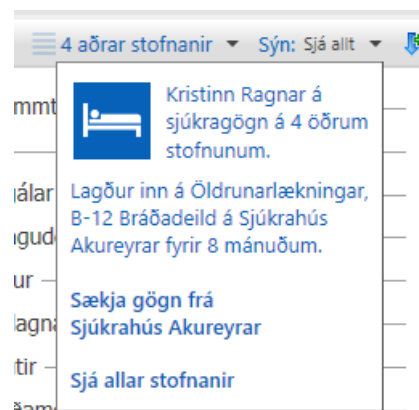 4 aðrar stofnanir Sýn: Sjá allt
Kristinn Ragnar á
sjúkragögn á 4 öðrum
stofnunum.
Lagður inn á Öldrunarlækningar,
B-12 Bráðadeild á Sjúkrahús
Akureyrar fyrir 8 mánuðum.
Sækja gögn frá
Sjúkrahús Akureyrar
Sjá allar stofnanir